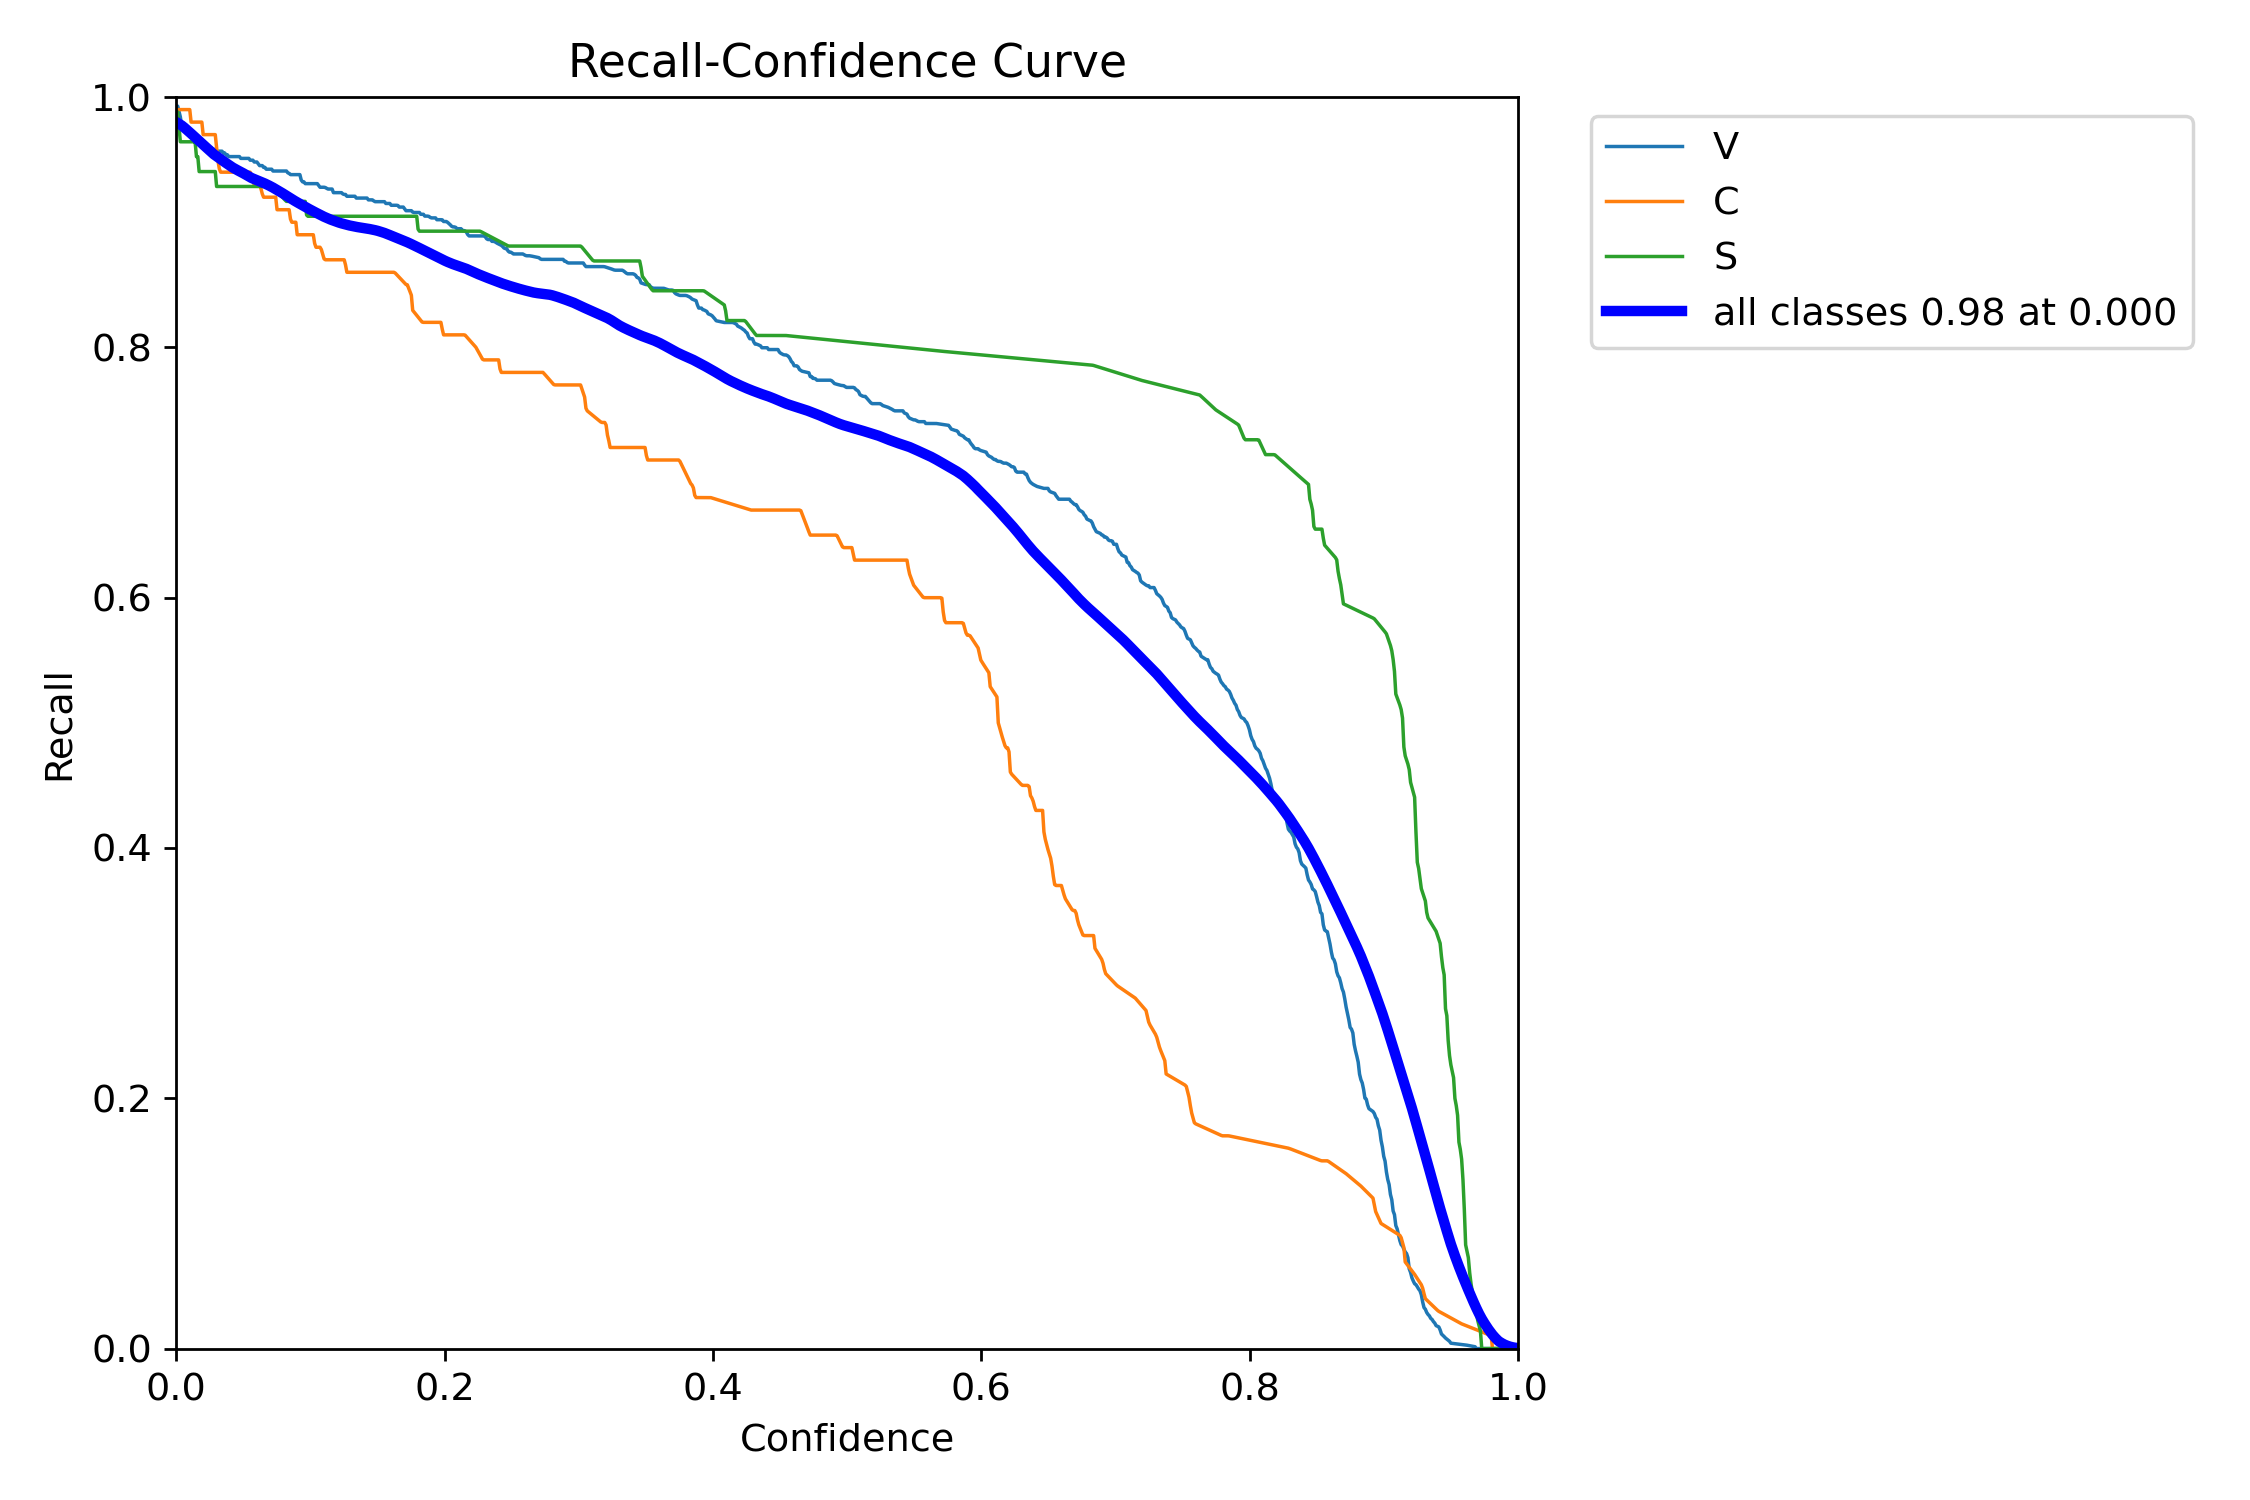 Recall-Confidence Curve
1.0
0.8
0.6
0.4
0.2
0.0
Recall
0.0 0.2 0.4 0.6 0.8 1.0
Confidence
V
C
S
all classes 0.98 at 0.000